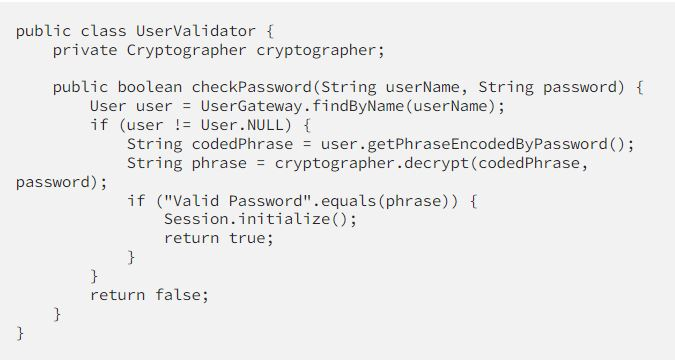 public class UserValidator {
    private Cryptographer cryptographer;

    public boolean checkPassword(String userName, String password) {
        User user = UserGateway.findByName(userName);
        if (user != User.NULL) {
            String codedPhrase = user.getPhraseEncodedByPassword();
            String phrase = cryptographer.decrypt(codedPhrase,
password);
            if ("Valid Password".equals(phrase)) {
                Session.initialize();
                return true;
            }
        }
        return false;
    }
}